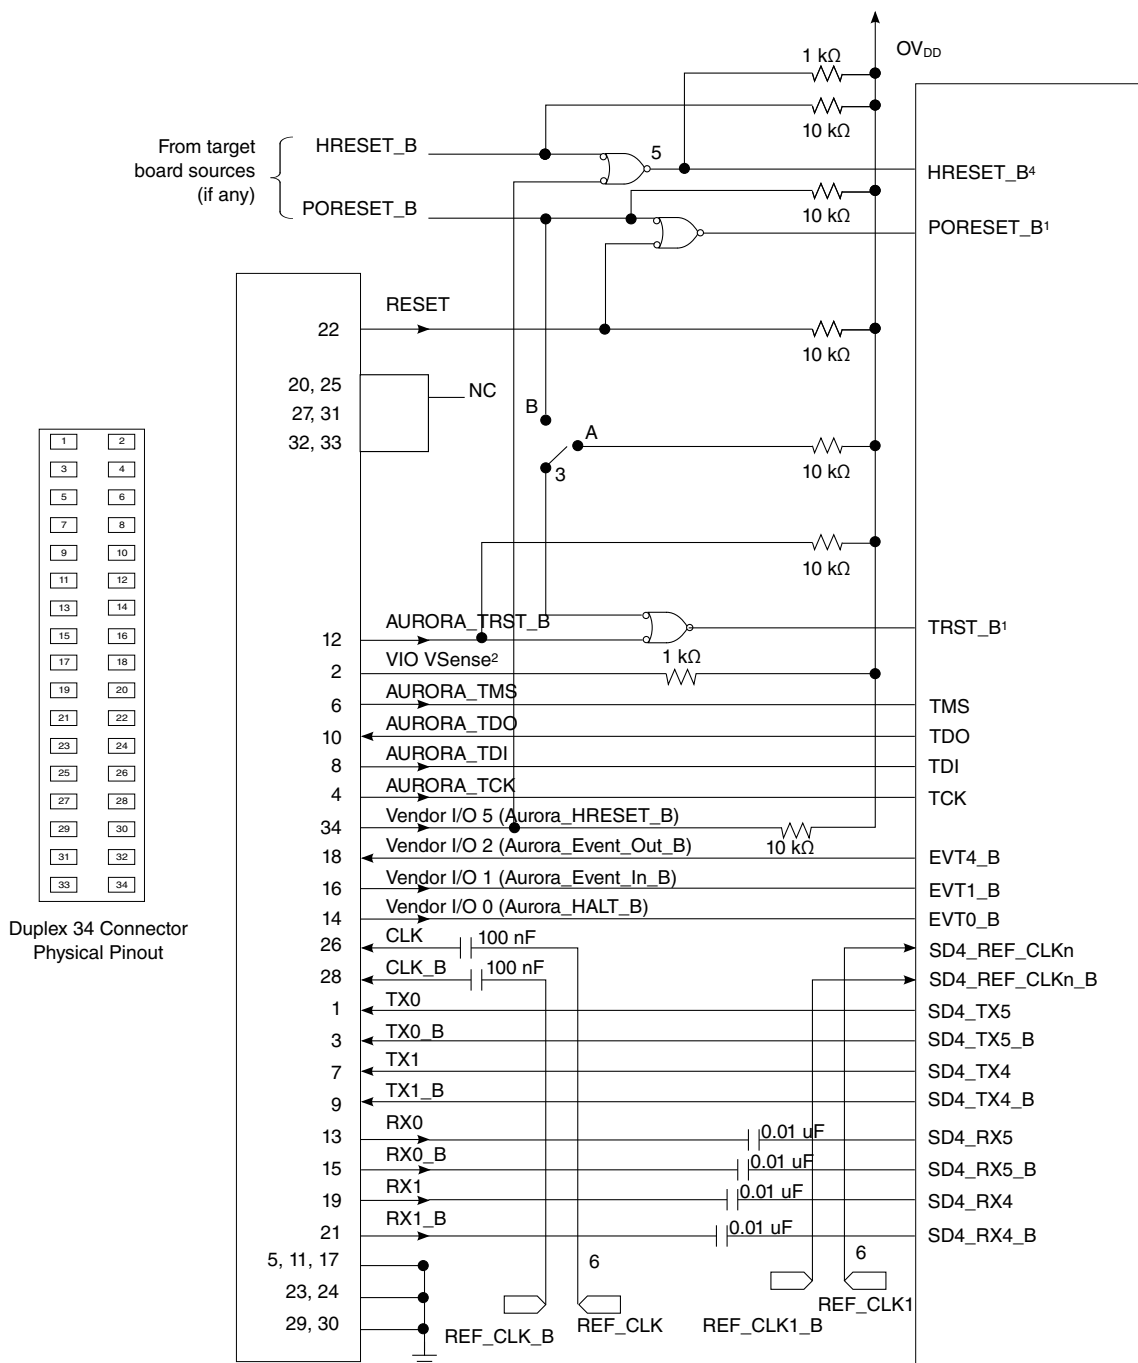 OVDD
1 kΩ
10 kΩ
From target
board sources
(if any)
HRESET_B
5
HRESET_B4
PORESET_B
10 kΩ
PORESET_B1
RESET
22
10 kΩ
20, 25
27, 31
32, 33
NC
B
A
3
10 kΩ
10 kΩ
12
AURORA_TRST_B
TRST_B1
2
VIO VSense2
1 kΩ
6
AURORA_TMS
TMS
10
AURORA_TDO
TDO
8
AURORA_TDI
TDI
4
AURORA_TCK
TCK
34
Vendor I/O 5 (Aurora_HRESET_B)
10 kΩ
18
Vendor I/O 2 (Aurora_Event_Out_B)
EVT4_B
16
Vendor I/O 1 (Aurora_Event_In_B)
EVT1_B
14
Vendor I/O 0 (Aurora_HALT_B)
EVT0_B
26
CLK
100 nF
SD4_REF_CLKn
28
CLK_B
100 nF
SD4_REF_CLKn_B
1
TX0
SD4_TX5
3
TX0_B
SD4_TX5_B
7
TX1
SD4_TX4
9
TX1_B
SD4_TX4_B
13
RX0
0.01 uF
SD4_RX5
15
RX0_B
0.01 uF
SD4_RX5_B
19
RX1
0.01 uF
SD4_RX4
21
RX1_B
0.01 uF
SD4_RX4_B
5, 11, 17
23, 24
29, 30
6
6
REF_CLK_B
REF_CLK
REF_CLK1_B
REF_CLK1
1 2
3 4
5 6
7 8
9 10
11 12
13 14
15 16
17 18
19 20
21 22
23 24
25 26
27 28
29 30
31 32
33 34
Duplex 34 Connector
Physical Pinout